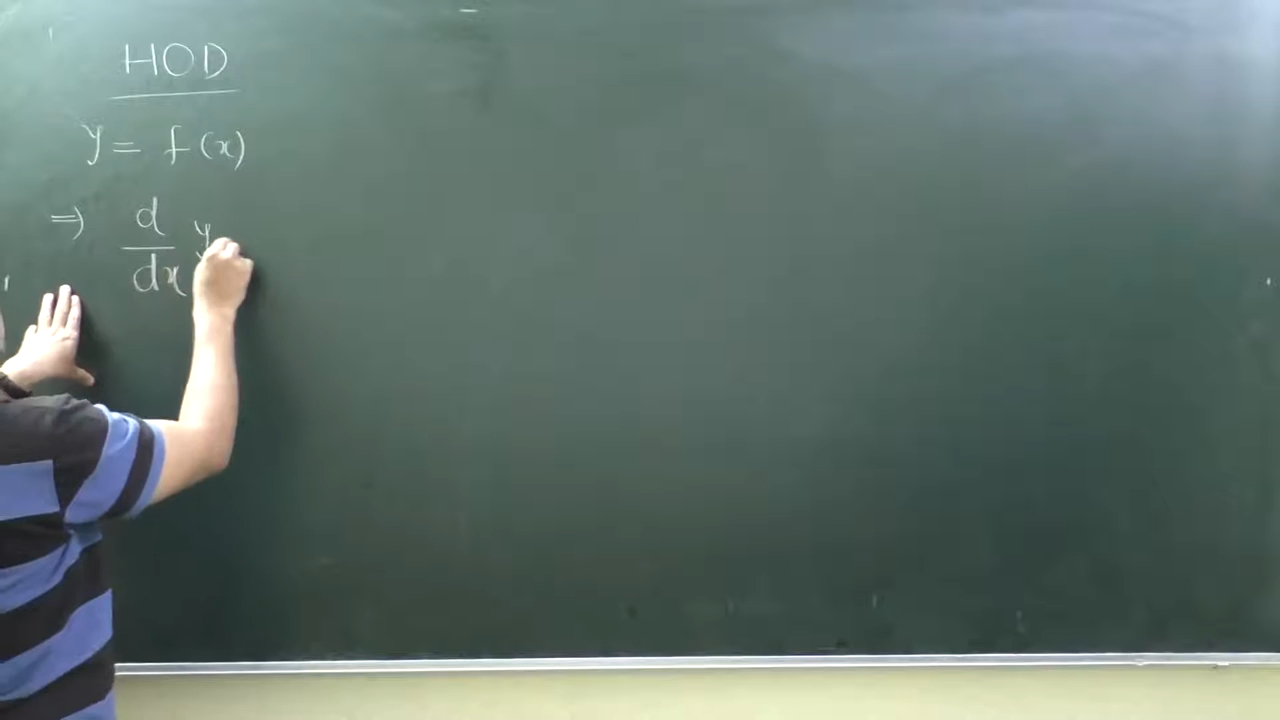 HOD
y = f(x)
⇒ d/dx y